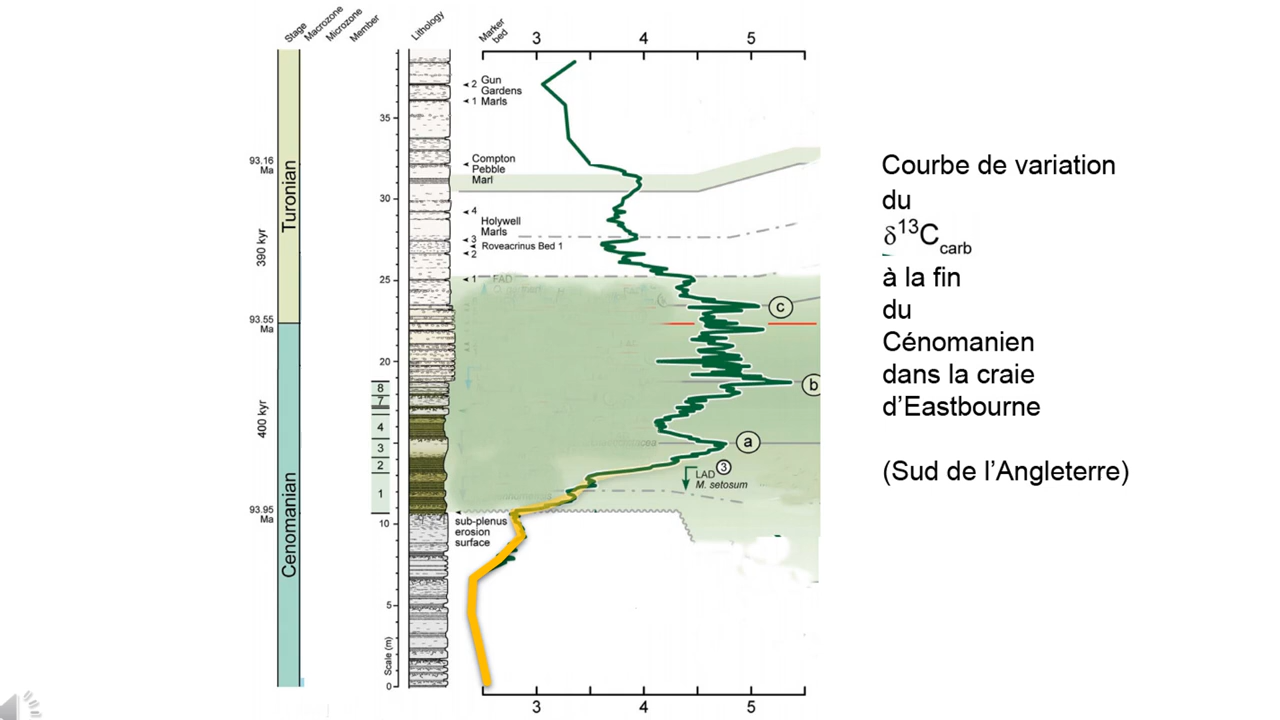 Stage
Macrozone
Microzone
Member
Lithology
Marker
bed
3 4 5
2 Gun
Gardens
1 Marls
35
Compton
Pebble
Marl
93.16
Ma
30
4
Holywell
Marls
3
Roveacrinus Bed 1
2
Turonian
390 kyr
25
1
FAD
c
93.55
Ma
20
b
8
7
400 kyr
4
a
3
2
3
LAD
M. setosum
1
93.95
Ma
10
sub-plenus
erosion
surface
Cenomanian
5
Scale (m)
0
3 4 5
Courbe de variation
du
δ¹³Ccarb
à la fin
du
Cénomanien
dans la craie
d’Eastbourne
(Sud de l’Angleterre)